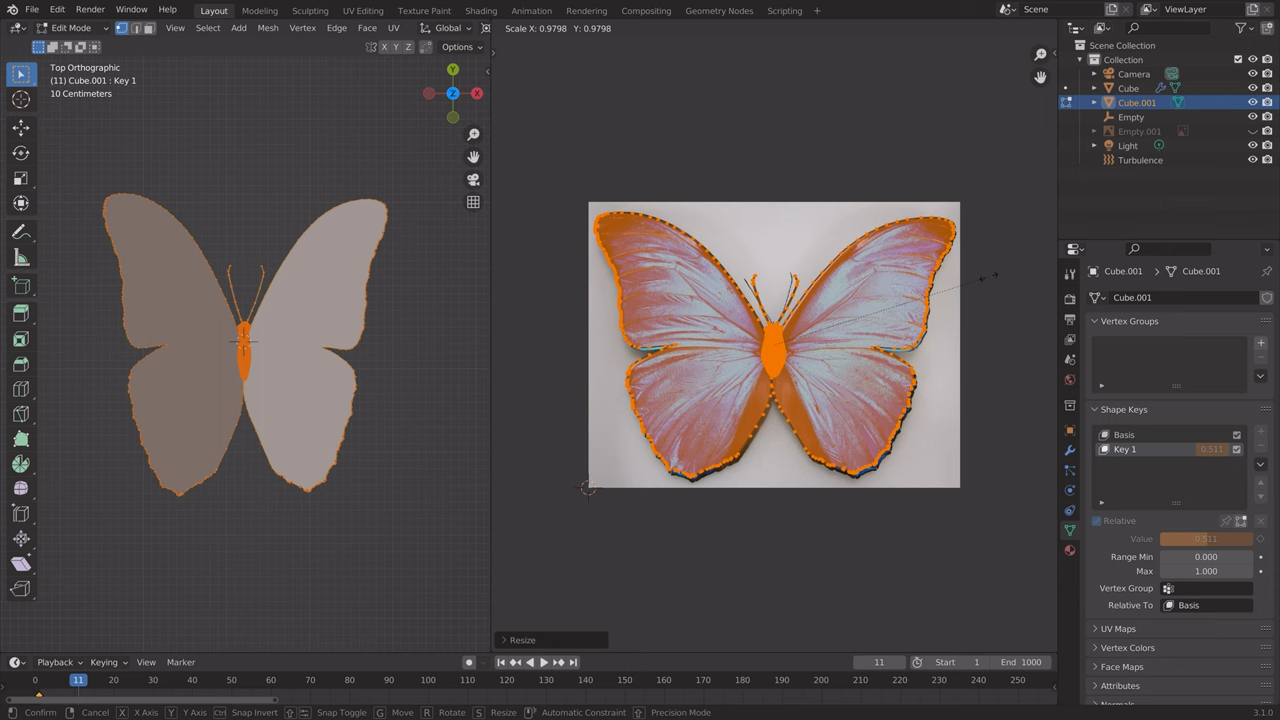 File Edit Render Window Help Layout Modeling Sculpting UV Editing Texture Paint Shading Animation Rendering Compositing Geometry Nodes Scripting Scene ViewLayer
Edit Mode View Select Add Mesh Vertex Edge Face UV Global
X Y Z Options
Top Orthographic
(11) Cube.001 : Key 1
10 Centimeters
Y
Z X
Scale X: 0.9798 Y: 0.9798
Resize
Scene Collection
Collection
Camera
Cube
Cube.001
Empty
Empty.001
Light
Turbulence
Cube.001 Cube.001
Cube.001
Vertex Groups
Shape Keys
Basis
Key 1 0.511
Relative
Value 0.511
Range Min 0.000
Max 1.000
Vertex Group
Relative To Basis
UV Maps
Vertex Colors
Face Maps
Attributes
Normals
Playback Keying View Marker 11 Start 1 End 1000
0 11 20 30 40 50 60 70 80 90 100 110 120 130 140 150 160 170 180 190 200 210 220 230 240 250
Confirm Cancel X X Axis Y Y Axis Ctrl Snap Invert Snap Toggle G Move R Rotate S Resize Automatic Constraint Precision Mode 3.1.0